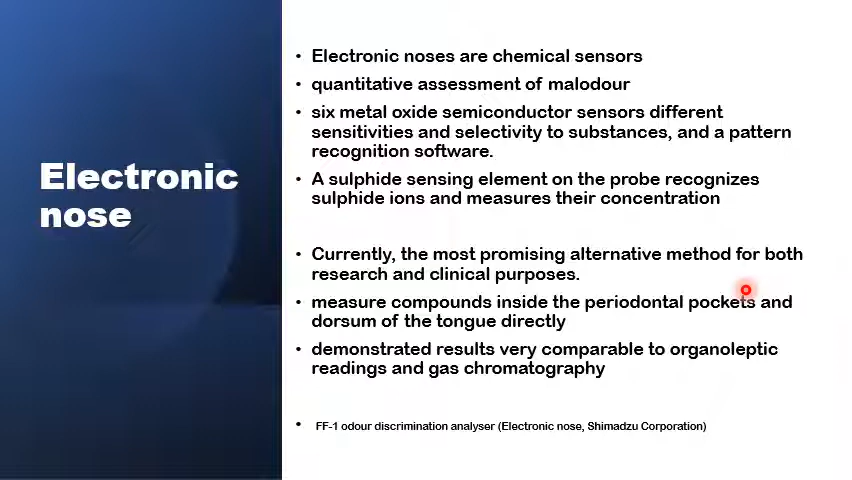 Electronic
nose
• Electronic noses are chemical sensors
• quantitative assessment of malodour
• six metal oxide semiconductor sensors different
sensitivities and selectivity to substances, and a pattern
recognition software.
• A sulphide sensing element on the probe recognizes
sulphide ions and measures their concentration
• Currently, the most promising alternative method for both
research and clinical purposes.
• measure compounds inside the periodontal pockets and
dorsum of the tongue directly
• demonstrated results very comparable to organoleptic
readings and gas chromatography
• FF-1 odour discrimination analyser (Electronic nose, Shimadzu Corporation)